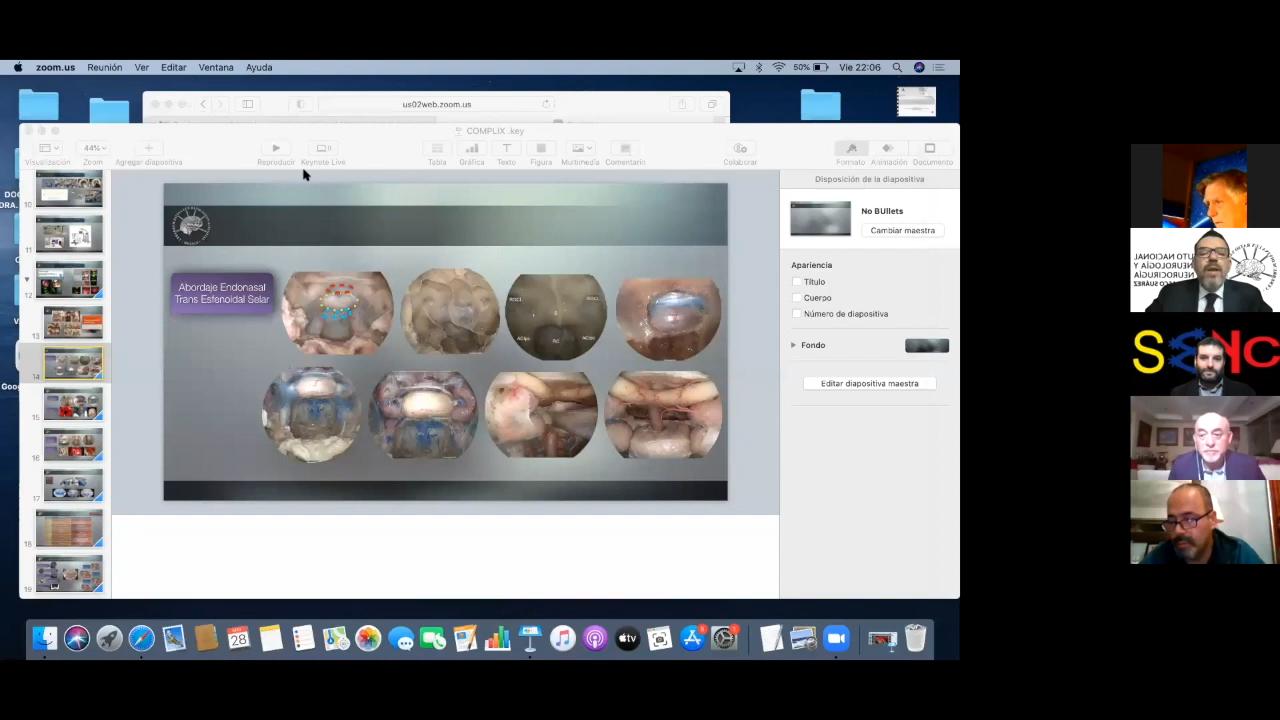 zoom.us Reunión Ver Editar Ventana Ayuda
50% Vie 22:06
us02web.zoom.us
COMPLIX .key
44%
Visualización Zoom Agregar diapositiva Reproducir Keynote Live Tabla Gráfica Texto Figura Multimedia Comentario Colaborar Formato Animación Documento
10
11
12
13
14
15
16
17
18
19
Abordaje Endonasal
Trans Esfenoidal Selar
Disposición de la diapositiva
No BUllets
Cambiar maestra
Apariencia
Título
Cuerpo
Número de diapositiva
Fondo
Editar diapositiva maestra
28
SENC